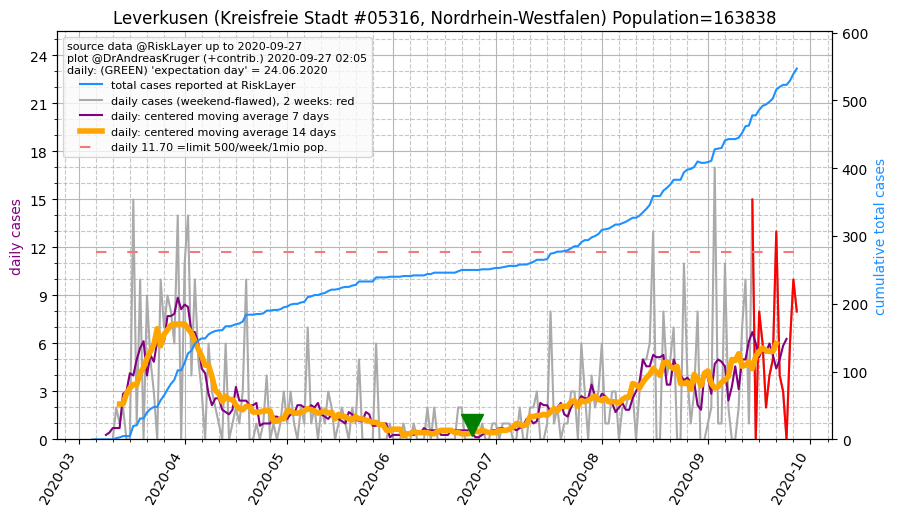 Leverkusen (Kreisfreie Stadt #05316, Nordrhein-Westfalen) Population=163838
source data @RiskLayer up to 2020-09-27
plot @DrAndreasKruger (+contrib.) 2020-09-27 02:05
daily: (GREEN) 'expectation day' = 24.06.2020
total cases reported at RiskLayer
daily cases (weekend-flawed), 2 weeks: red
daily: centered moving average 7 days
daily: centered moving average 14 days
daily 11.70 =limit 500/week/1mio pop.
daily cases
24
21
18
15
12
9
6
3
0
600
500
400
300
200
100
0
cumulative total cases
2020-03
2020-04
2020-05
2020-06
2020-07
2020-08
2020-09
2020-10